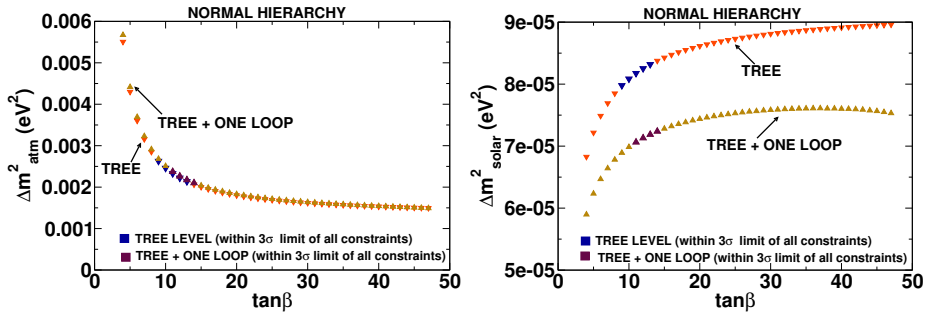 NORMAL HIERARCHY
Δm²atm (eV²)
0.006
0.005
0.004
0.003
0.002
0.001
0
TREE + ONE LOOP
TREE
TREE LEVEL (within 3σ limit of all constraints)
TREE + ONE LOOP (within 3σ limit of all constraints)
0 10 20 30 40 50
tanβ
NORMAL HIERARCHY
Δm²solar (eV²)
9e-05
8e-05
7e-05
6e-05
5e-05
TREE
TREE + ONE LOOP
TREE LEVEL (within 3σ limit of all constraints)
TREE + ONE LOOP (within 3σ limit of all constraints)
0 10 20 30 40 50
tanβ